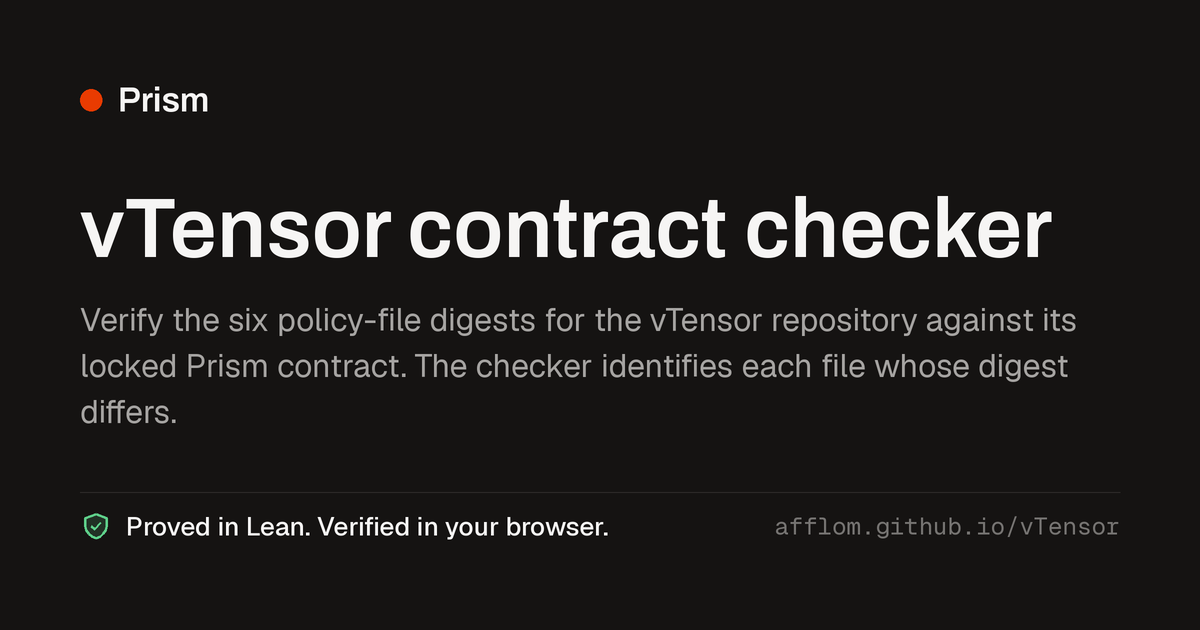 Prism
vTensor contract checker
Verify the six policy-file digests for the vTensor repository against its
locked Prism contract. The checker identifies each file whose digest
differs.
Proved in Lean. Verified in your browser.
afflom.github.io/vTensor